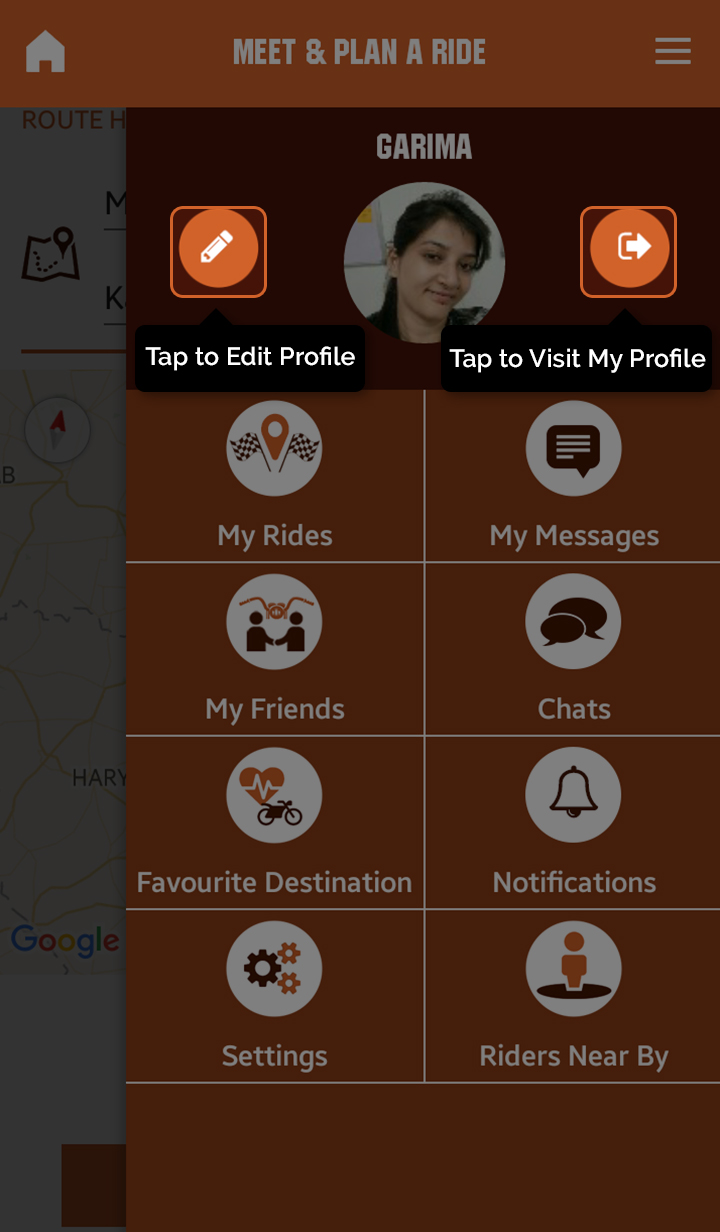 MEET & PLAN A RIDE
ROUTE H
GARIMA
M
K
Tap to Edit Profile
Tap to Visit My Profile
My Rides
My Messages
AB
My Friends
Chats
HARY
Favourite Destination
Notifications
Google
Settings
Riders Near By